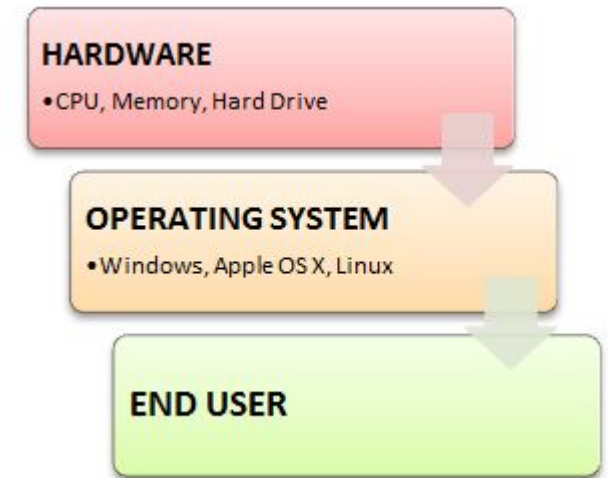 HARDWARE
•CPU, Memory, Hard Drive
OPERATING SYSTEM
•Windows, Apple OS X, Linux
END USER